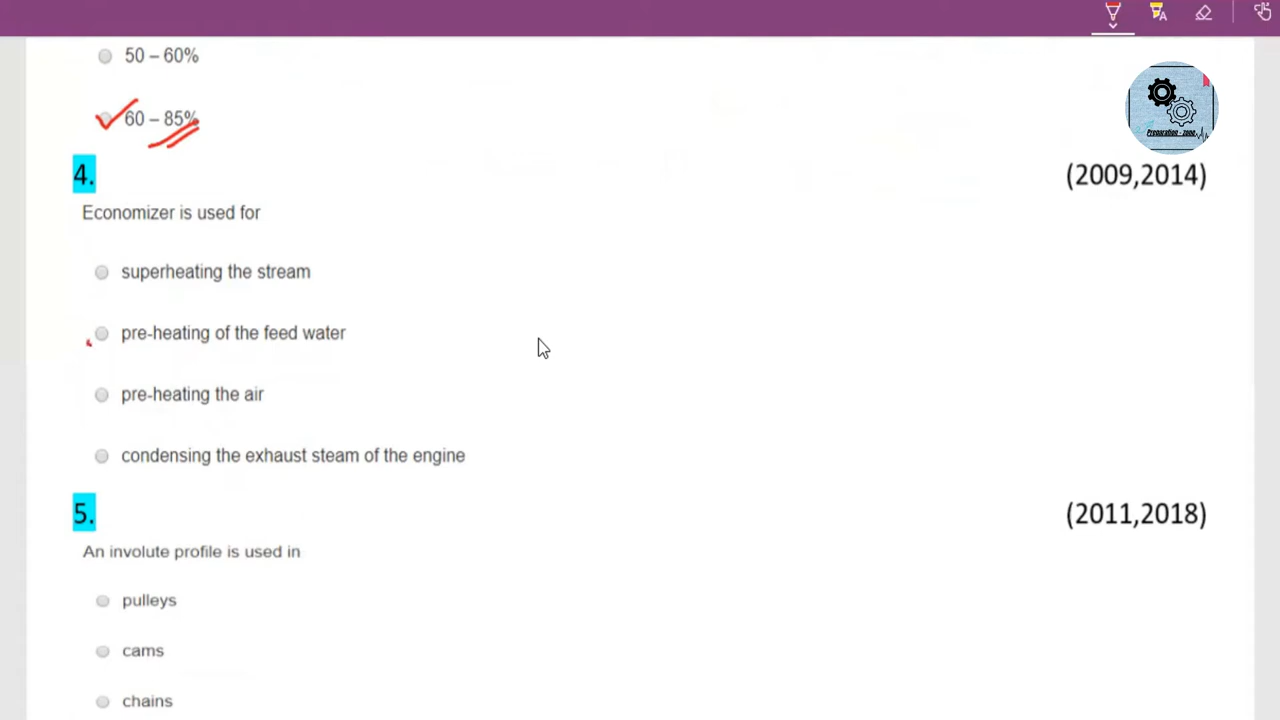 50 – 60%
60 – 85%
Preparation - zone
4.
(2009,2014)
Economizer is used for
superheating the stream
pre-heating of the feed water
pre-heating the air
condensing the exhaust steam of the engine
5.
(2011,2018)
An involute profile is used in
pulleys
cams
chains